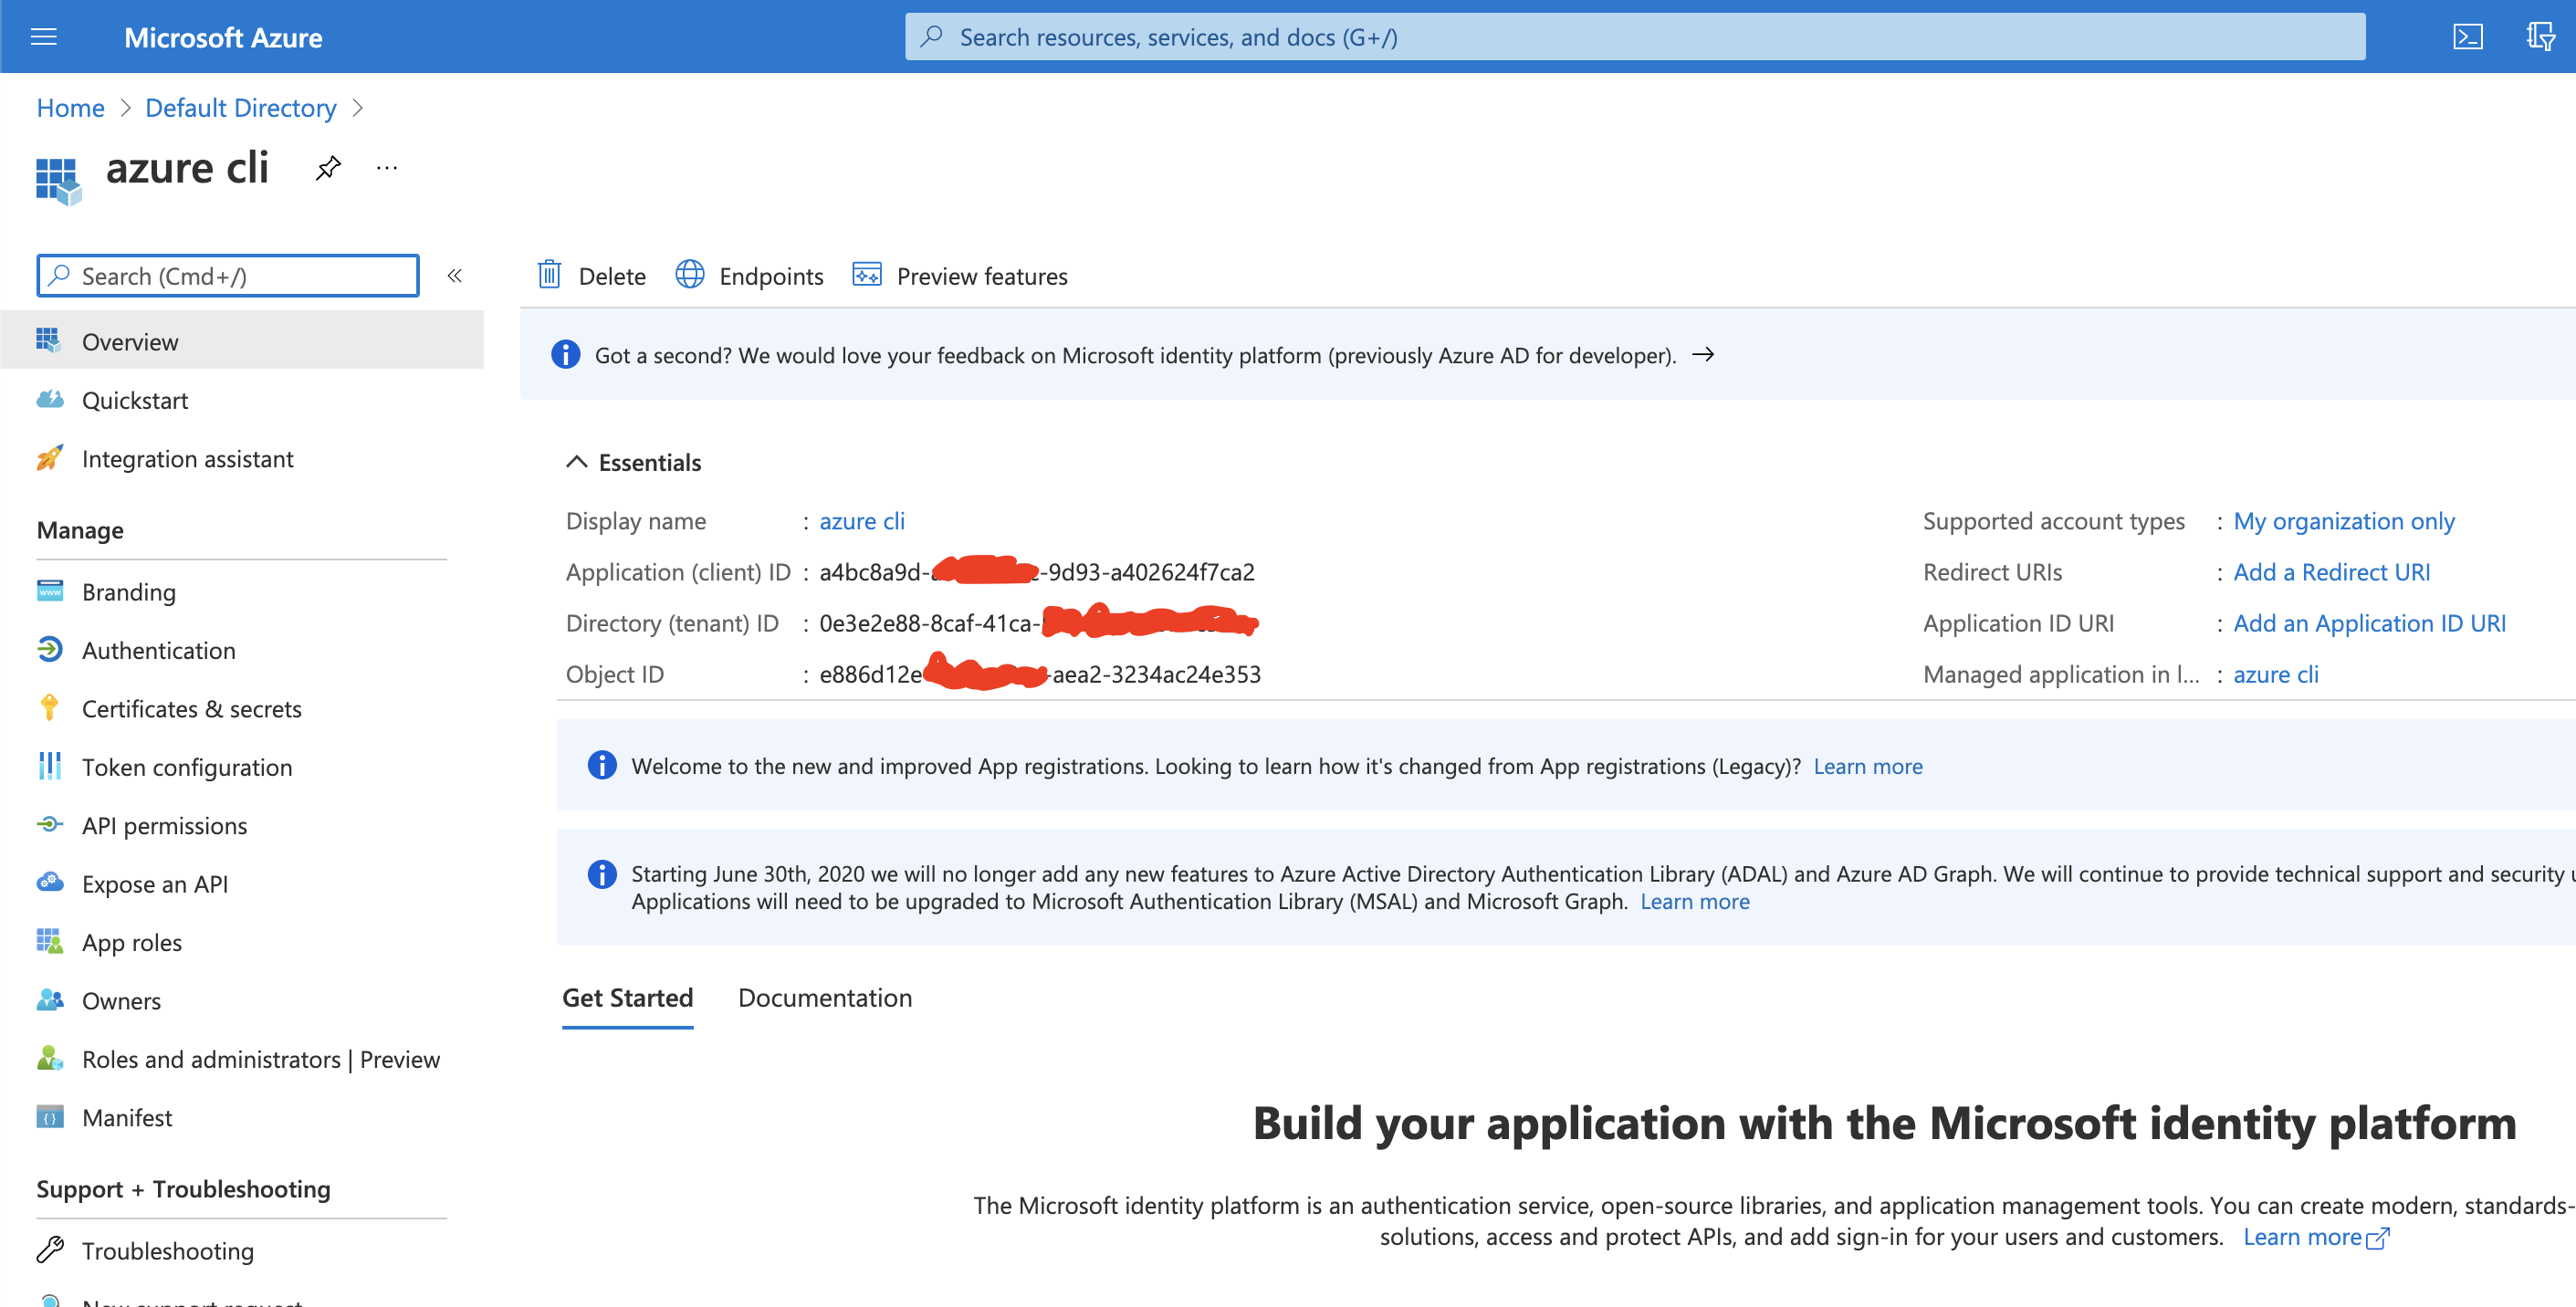 Microsoft Azure
Search resources, services, and docs (G+/)
Home > Default Directory >
azure cli
Search (Cmd+/)
«
Overview
Quickstart
Integration assistant
Manage
Branding
Authentication
Certificates & secrets
Token configuration
API permissions
Expose an API
App roles
Owners
Roles and administrators | Preview
Manifest
Support + Troubleshooting
Troubleshooting
New support request
Delete Endpoints Preview features
Got a second? We would love your feedback on Microsoft identity platform (previously Azure AD for developer). →
Essentials
Display name : azure cli
Application (client) ID : a4bc8a9d- -9d93-a402624f7ca2
Directory (tenant) ID : 0e3e2e88-8caf-41ca-
Object ID : e886d12e -aea2-3234ac24e353
Supported account types : My organization only
Redirect URIs : Add a Redirect URI
Application ID URI : Add an Application ID URI
Managed application in l... : azure cli
Welcome to the new and improved App registrations. Looking to learn how it's changed from App registrations (Legacy)? Learn more
Starting June 30th, 2020 we will no longer add any new features to Azure Active Directory Authentication Library (ADAL) and Azure AD Graph. We will continue to provide technical support and security
Applications will need to be upgraded to Microsoft Authentication Library (MSAL) and Microsoft Graph. Learn more
Get Started Documentation
Build your application with the Microsoft identity platform
The Microsoft identity platform is an authentication service, open-source libraries, and application management tools. You can create modern, standards-
solutions, access and protect APIs, and add sign-in for your users and customers. Learn more